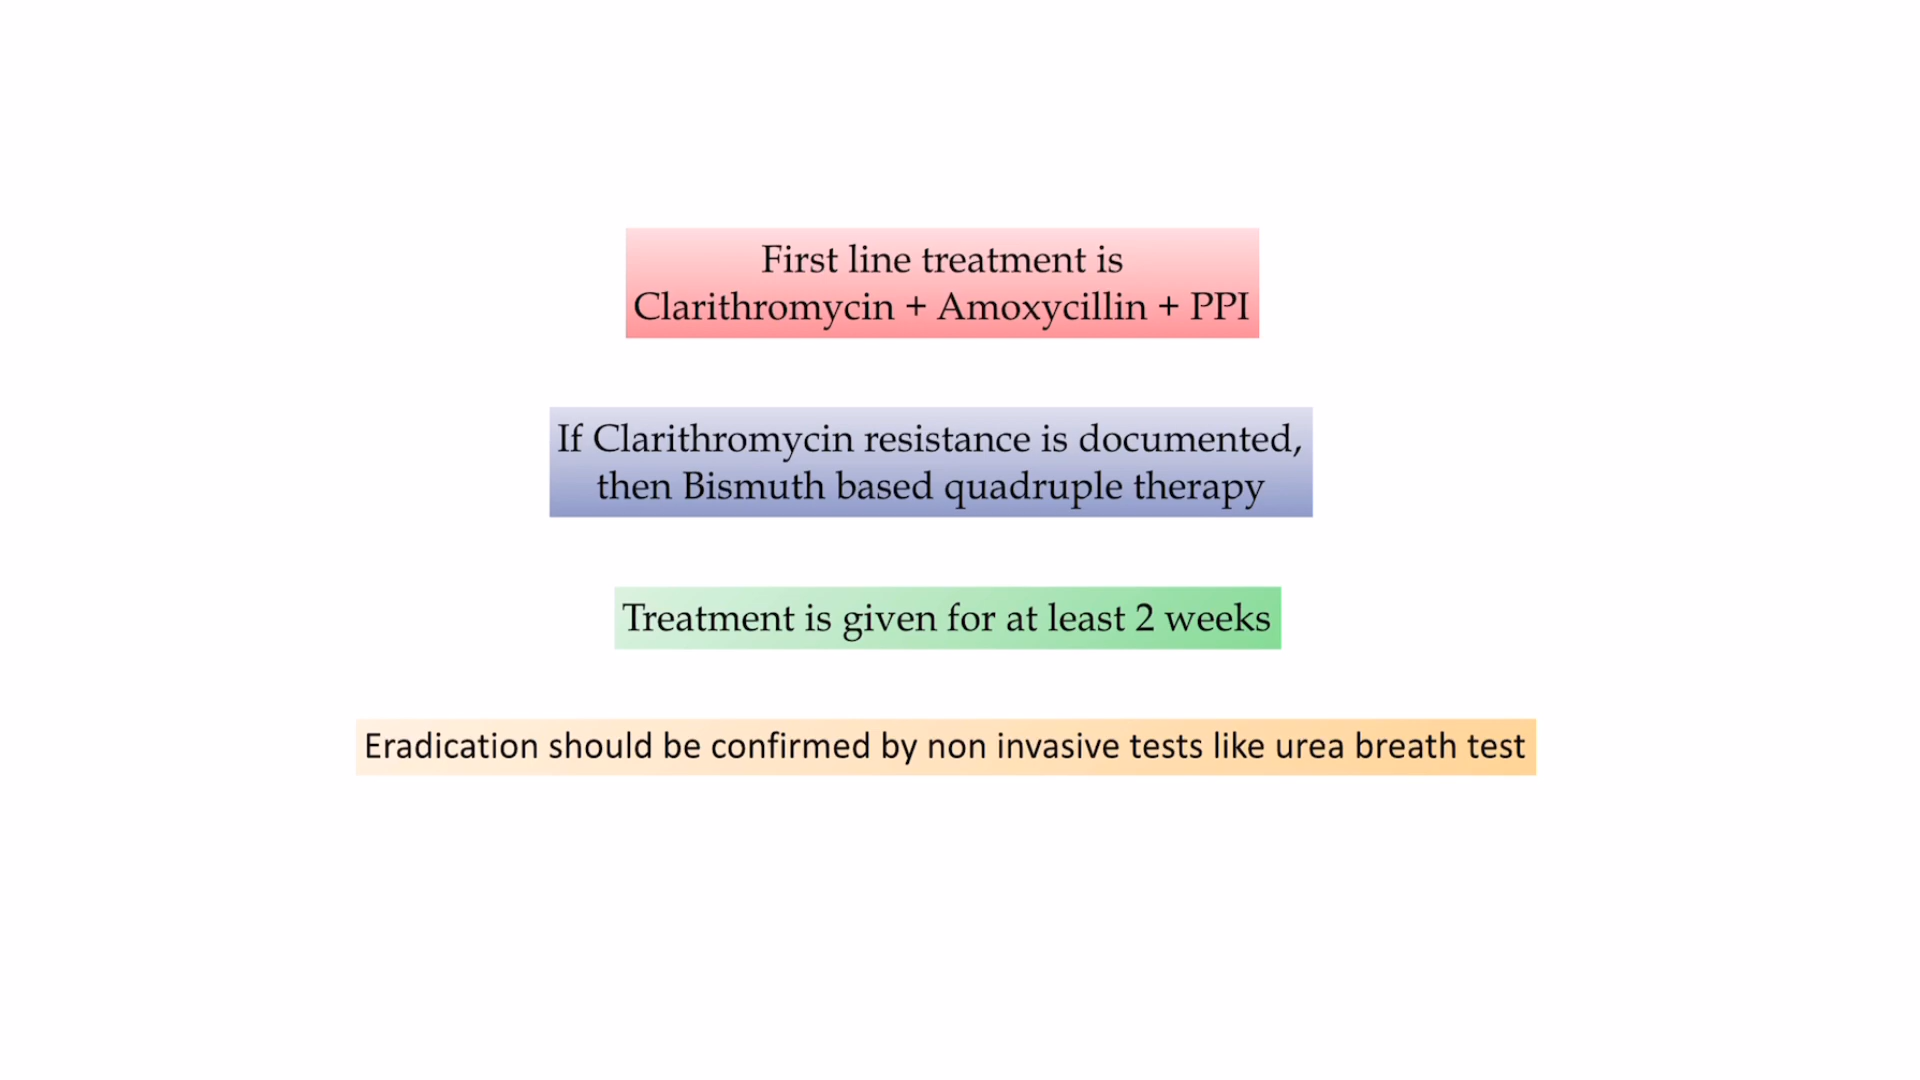 First line treatment is
Clarithromycin + Amoxycillin + PPI
If Clarithromycin resistance is documented,
then Bismuth based quadruple therapy
Treatment is given for at least 2 weeks
Eradication should be confirmed by non invasive tests like urea breath test